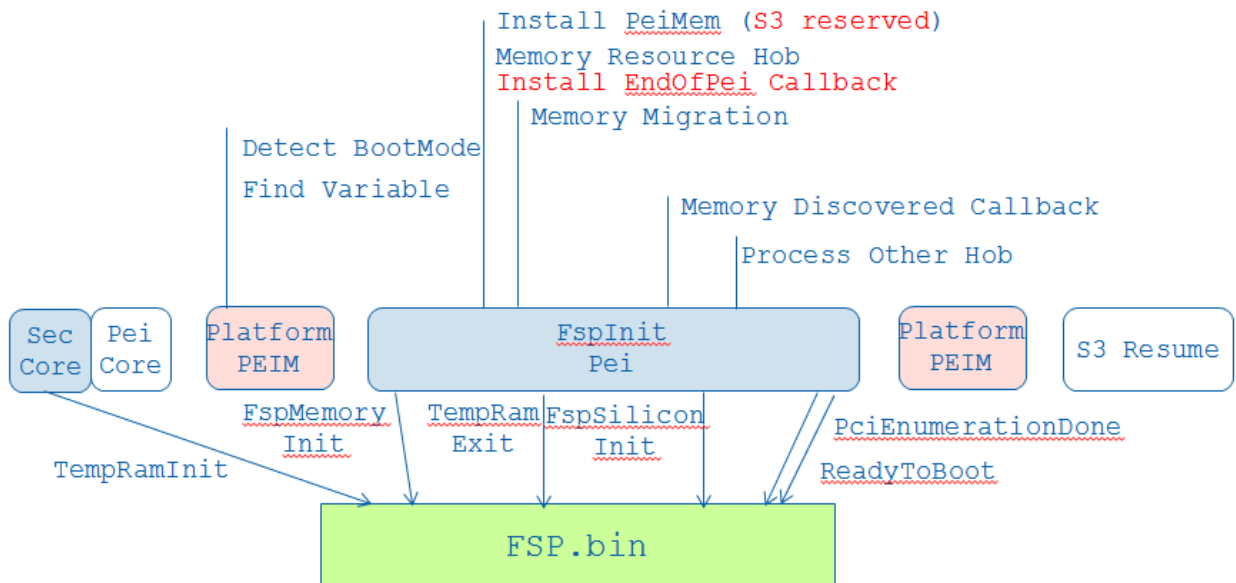 Install PeiMem (S3 reserved)
Memory Resource Hob
Install EndOfPei Callback
Memory Migration
Detect BootMode
Find Variable
Memory Discovered Callback
Process Other Hob
Sec
Core
Pei
Core
Platform
PEIM
FspInit
Pei
Platform
PEIM
S3 Resume
FspMemory
Init
TempRam
Exit
FspSilicon
Init
PciEnumerationDone
ReadyToBoot
TempRamInit
FSP.bin